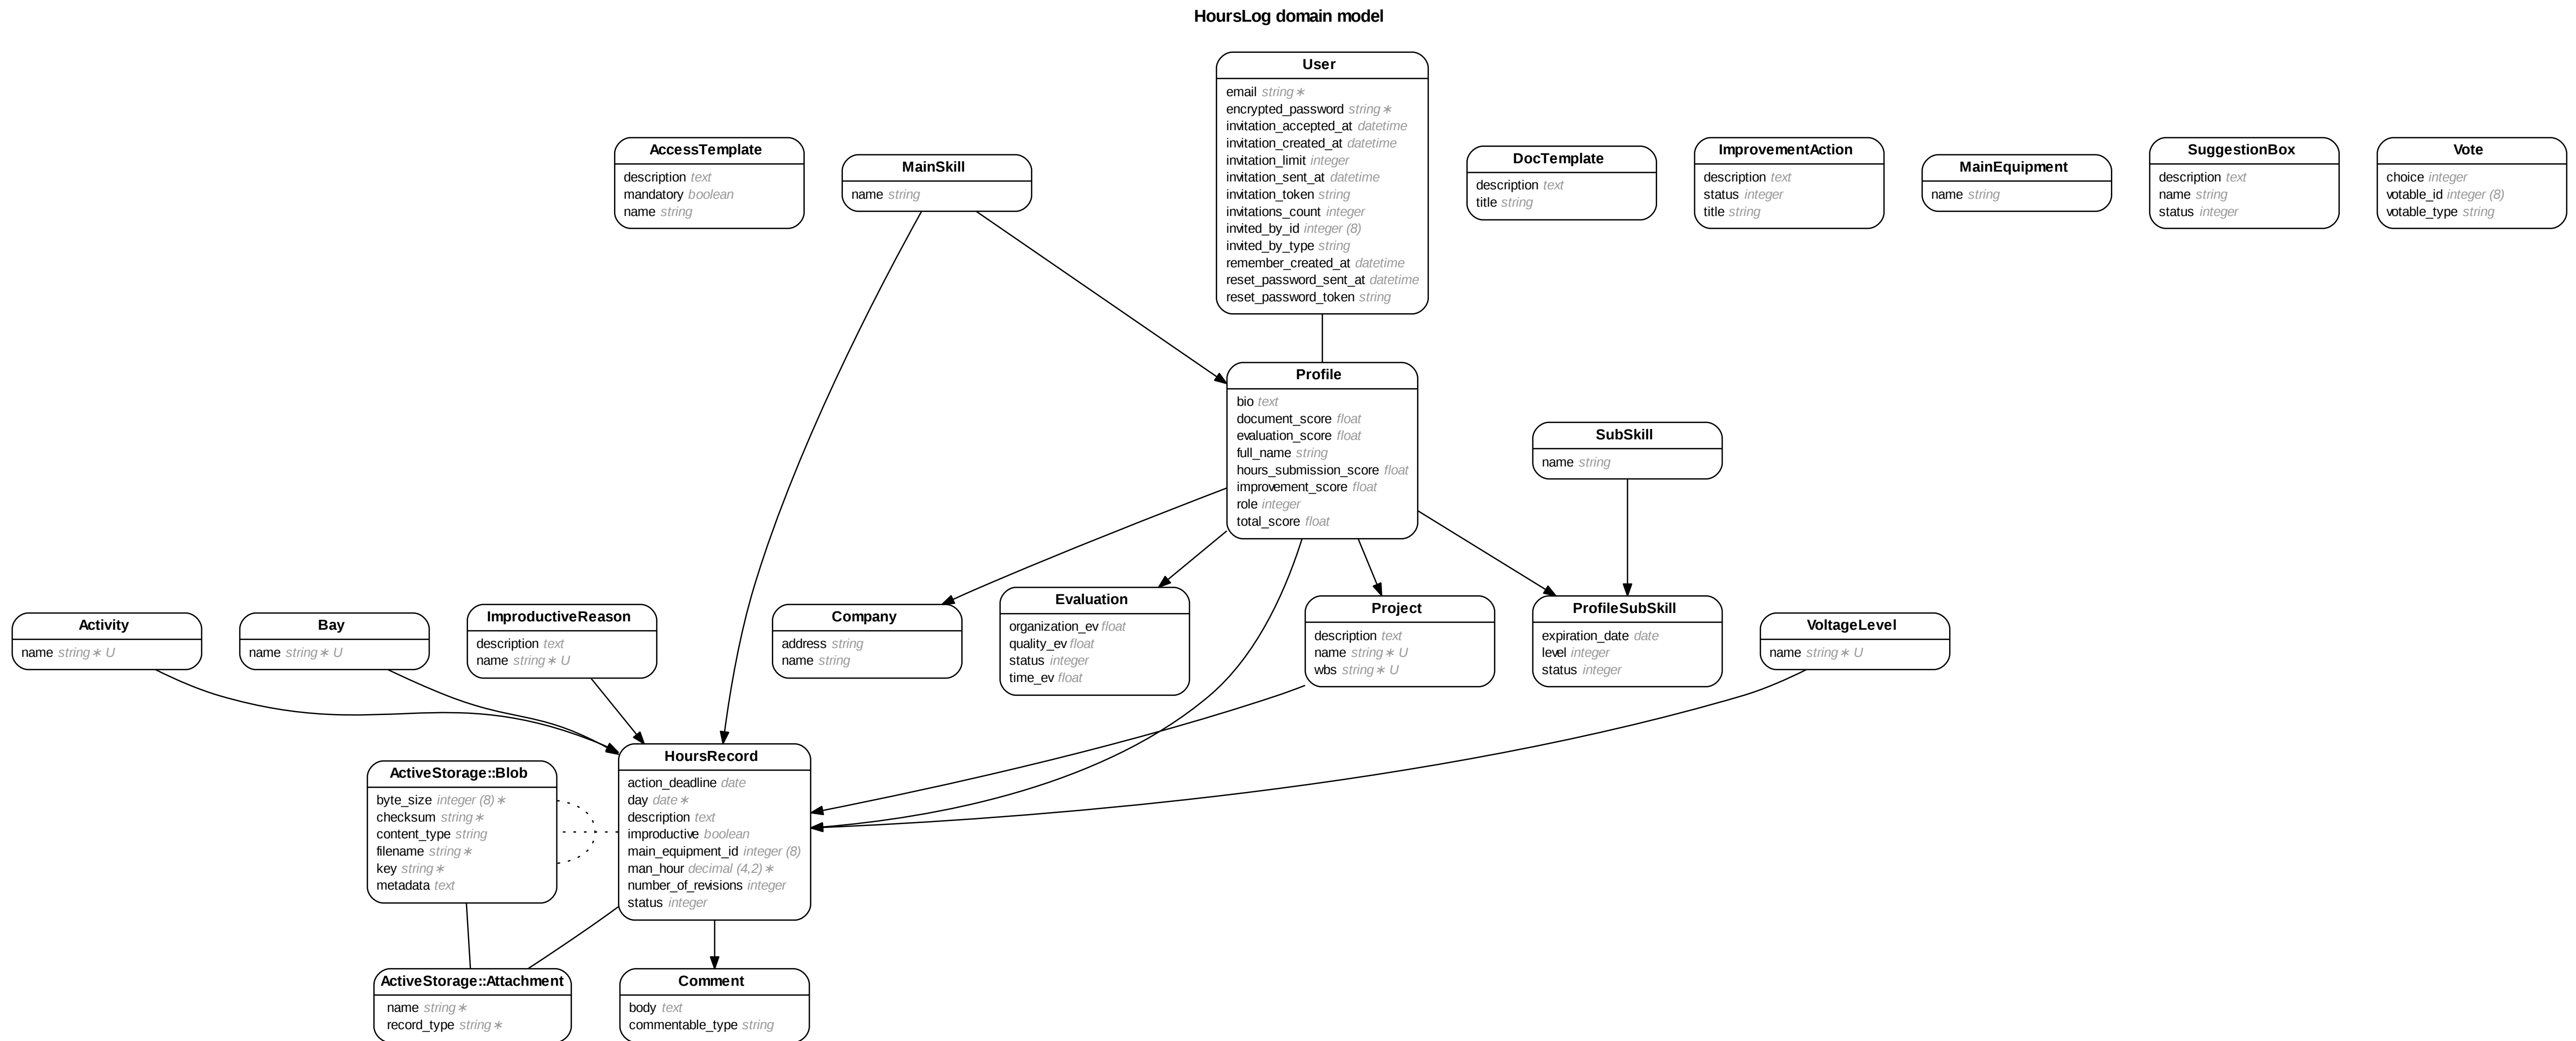 HoursLog domain model
User
email string∗
encrypted_password string∗
invitation_accepted_at datetime
invitation_created_at datetime
invitation_limit integer
invitation_sent_at datetime
invitation_token string
invitations_count integer
invited_by_id integer (8)
invited_by_type string
remember_created_at datetime
reset_password_sent_at datetime
reset_password_token string
AccessTemplate
description text
mandatory boolean
name string
MainSkill
name string
DocTemplate
description text
title string
ImprovementAction
description text
status integer
title string
MainEquipment
name string
SuggestionBox
description text
name string
status integer
Vote
choice integer
votable_id integer (8)
votable_type string
Profile
bio text
document_score float
evaluation_score float
full_name string
hours_submission_score float
improvement_score float
role integer
total_score float
SubSkill
name string
Activity
name string∗ U
Bay
name string∗ U
ImproductiveReason
description text
name string∗ U
Company
address string
name string
Evaluation
organization_ev float
quality_ev float
status integer
time_ev float
Project
description text
name string∗ U
wbs string∗ U
ProfileSubSkill
expiration_date date
level integer
status integer
VoltageLevel
name string∗ U
ActiveStorage::Blob
byte_size integer (8)∗
checksum string∗
content_type string
filename string∗
key string∗
metadata text
HoursRecord
action_deadline date
day date∗
description text
improductive boolean
main_equipment_id integer (8)
man_hour decimal (4,2)∗
number_of_revisions integer
status integer
ActiveStorage::Attachment
name string∗
record_type string∗
Comment
body text
commentable_type string